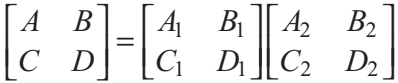 [A B C D] = [A₁ B₁ C₁ D₁] [A₂ B₂ C₂ D₂]